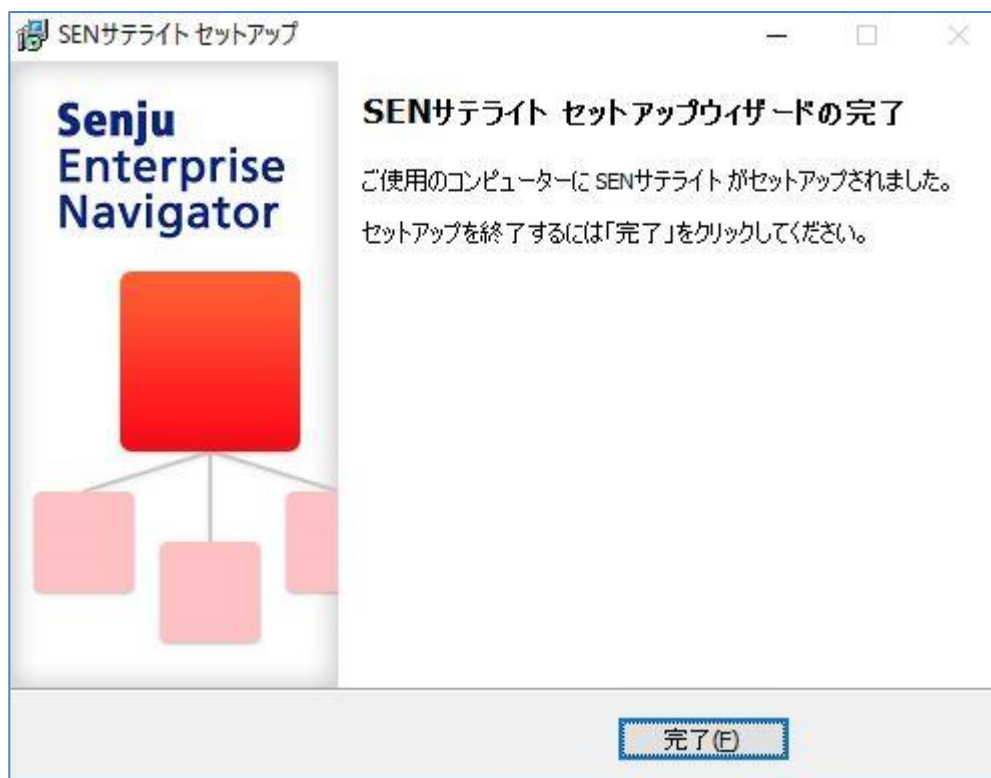 SENサテライト セットアップ
Senju
Enterprise
Navigator
SENサテライト セットアップウィザードの完了
ご使用のコンピューターに SENサテライト がセットアップされました。
セットアップを終了するには「完了」をクリックしてください。
完了(F)